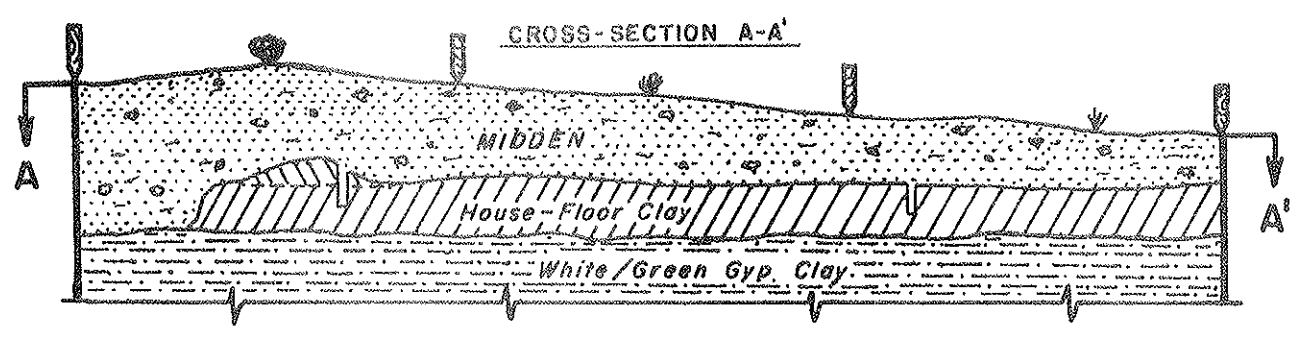 CROSS-SECTION A-A'
MIDDEN
A
House-Floor Clay
A'
White/Green Gyp. Clay